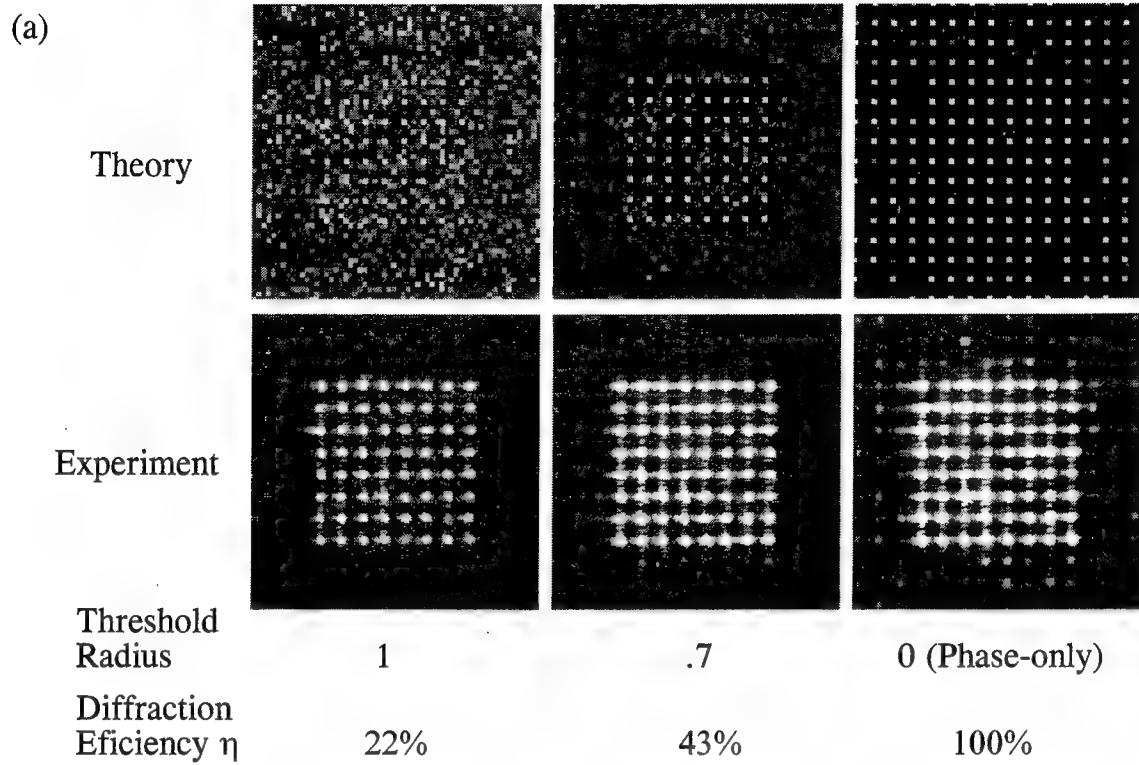 (a)
Theory
Experiment
Threshold
Radius 1 .7 0 (Phase-only)
Diffraction
Eficiency η 22% 43% 100%